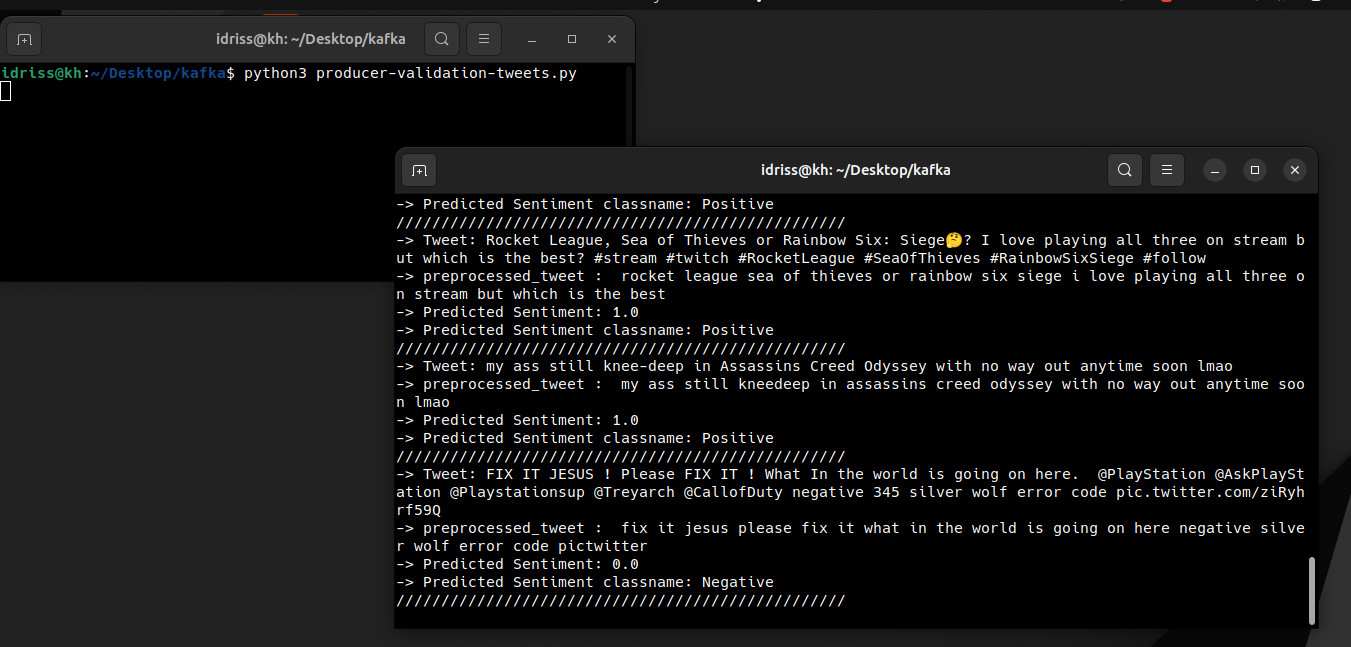 idriss@kh: ~/Desktop/kafka
idriss@kh:~/Desktop/kafka$ python3 producer-validation-tweets.py
idriss@kh: ~/Desktop/kafka
-> Predicted Sentiment classname: Positive
//////////////////////////////////////////////////
-> Tweet: Rocket League, Sea of Thieves or Rainbow Six: Siege🤔? I love playing all three on stream b
ut which is the best? #stream #twitch #RocketLeague #SeaOfThieves #RainbowSixSiege #follow
-> preprocessed_tweet :  rocket league sea of thieves or rainbow six siege i love playing all three o
n stream but which is the best
-> Predicted Sentiment: 1.0
-> Predicted Sentiment classname: Positive
//////////////////////////////////////////////////
-> Tweet: my ass still knee-deep in Assassins Creed Odyssey with no way out anytime soon lmao
-> preprocessed_tweet :  my ass still kneedeep in assassins creed odyssey with no way out anytime soo
n lmao
-> Predicted Sentiment: 1.0
-> Predicted Sentiment classname: Positive
//////////////////////////////////////////////////
-> Tweet: FIX IT JESUS ! Please FIX IT ! What In the world is going on here.  @PlayStation @AskPlaySt
ation @Playstationsup @Treyarch @CallofDuty negative 345 silver wolf error code pic.twitter.com/ziRyh
rf59Q
-> preprocessed_tweet :  fix it jesus please fix it what in the world is going on here negative silve
r wolf error code pictwitter
-> Predicted Sentiment: 0.0
-> Predicted Sentiment classname: Negative
//////////////////////////////////////////////////